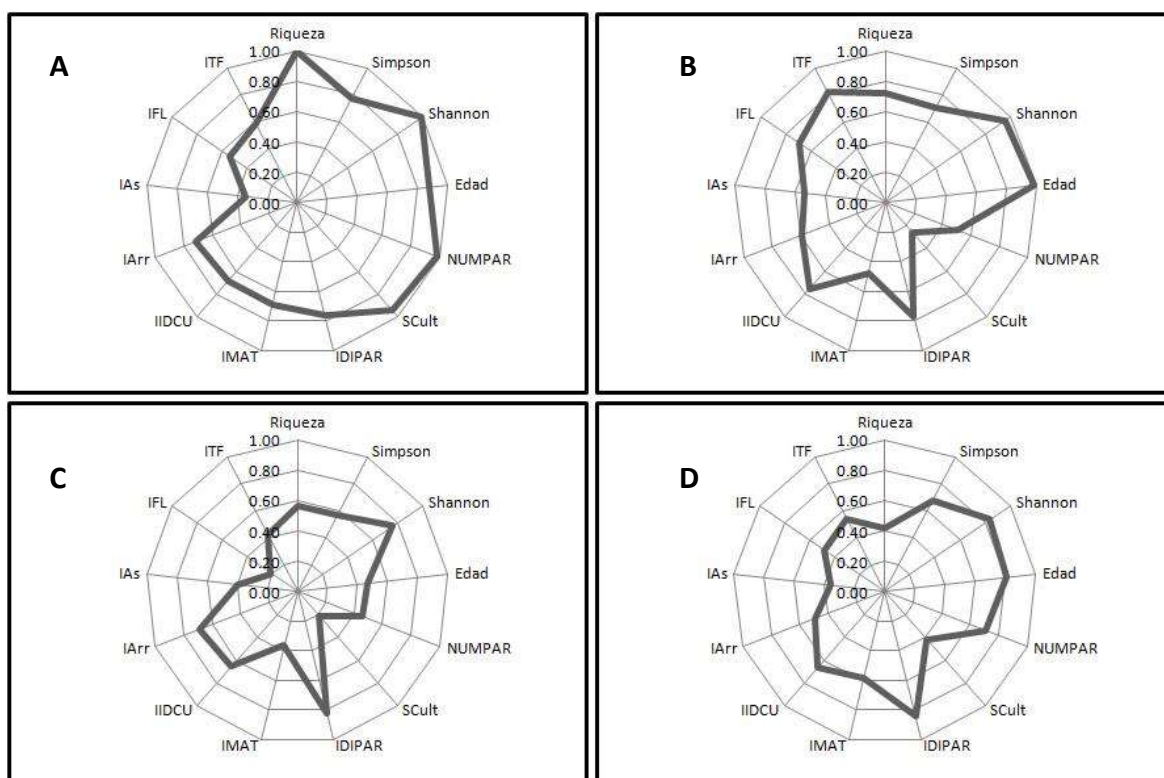 A
Riqueza
1.00
ITF
Simpson
0.80
IFL
0.60
Shannon
0.40
0.20
IAs
0.00
Edad
IArr
NUMPAR
IIDCU
SCult
IMAT
IDIPAR
B
Riqueza
1.00
ITF
Simpson
0.80
IFL
0.60
Shannon
0.40
0.20
IAs
0.00
Edad
IArr
NUMPAR
IIDCU
SCult
IMAT
IDIPAR
C
Riqueza
1.00
ITF
Simpson
0.80
IFL
0.60
Shannon
0.40
0.20
IAs
0.00
Edad
IArr
NUMPAR
IIDCU
SCult
IMAT
IDIPAR
D
Riqueza
1.00
ITF
Simpson
0.80
IFL
0.60
Shannon
0.40
0.20
IAs
0.00
Edad
IArr
NUMPAR
IIDCU
SCult
IMAT
IDIPAR